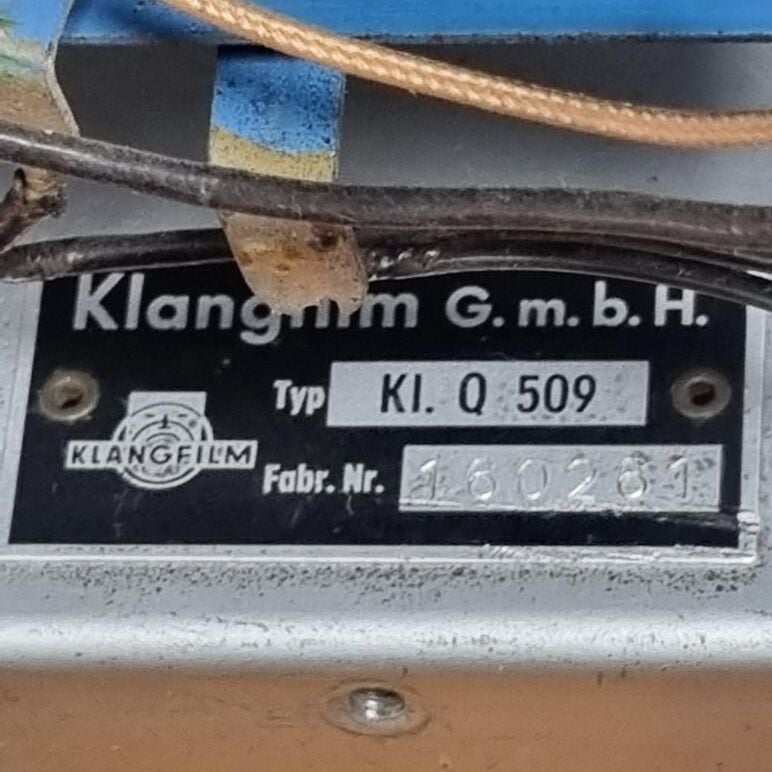 Klangfilm G.m.b.H.
Typ Kl. Q 509
KLANGFILM
Fabr. Nr. 160261